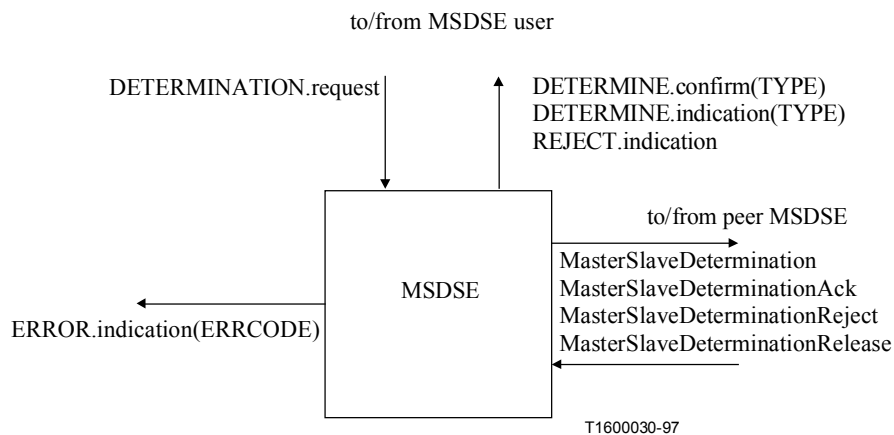 to/from MSDSE user
DETERMINATION.request
DETERMINE.confirm(TYPE)
DETERMINE.indication(TYPE)
REJECT.indication
to/from peer MSDSE
MasterSlaveDetermination
MasterSlaveDeterminationAck
MasterSlaveDeterminationReject
MasterSlaveDeterminationRelease
MSDSE
ERROR.indication(ERRCODE)
T1600030-97